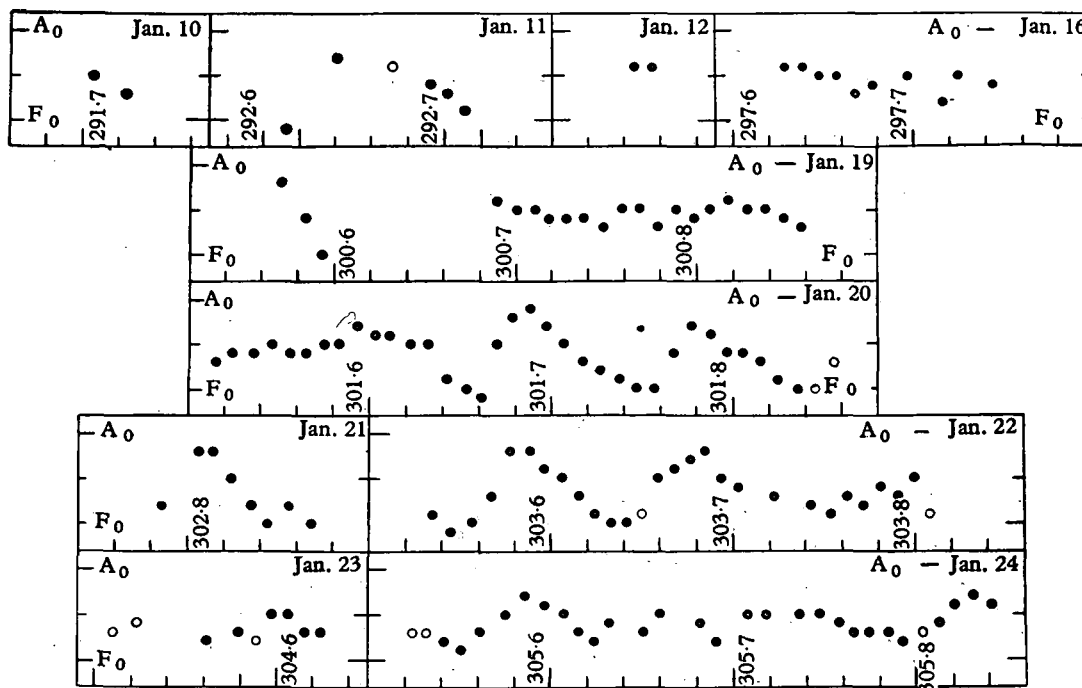 A₀ Jan. 10
F₀ 291·7
Jan. 11
292·6 292·7
Jan. 12
A₀ — Jan. 16
297·6 297·7 F₀
A₀ A₀ — Jan. 19
F₀ 300·6 300·7 300·8 F₀
A₀ A₀ — Jan. 20
F₀ 301·6 301·7 301·8 F₀
A₀ Jan. 21
F₀ 302·8
A₀ — Jan. 22
303·6 303·7 303·8
A₀ Jan. 23
F₀ 304·6
A₀ — Jan. 24
305·6 305·7 305·8